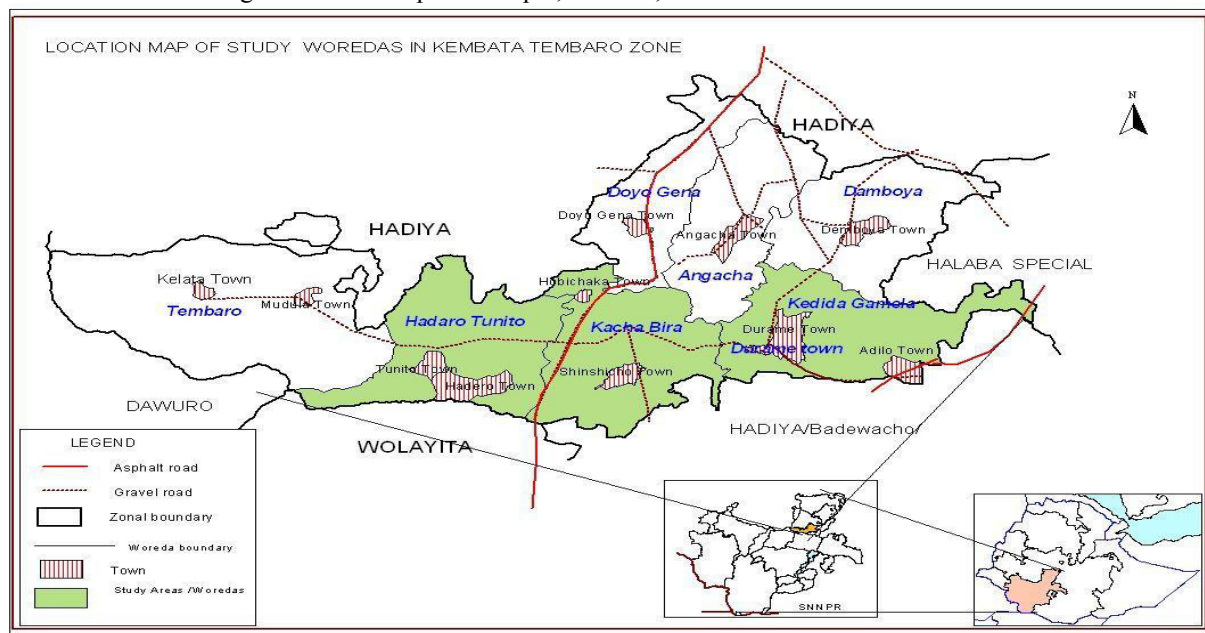 LOCATION MAP OF STUDY WOREDAS IN KEMBATA TEMBARO ZONE
N
HADIYA
Doyo Gena
Damboya
Doyo Gena Town
Angacha Town
Demboya Town
HADIYA
Angacha
HALABA SPECIAL
Kelata Town
Mudula Town
Tembaro
Hobichaka Town
Hadaro Tunito
Kacha Bira
Kedida Gamela
Durame Town
Durame town
Adilo Town
Tunito Town
Hadero Town
Shinshicho Town
DAWURO
WOLAYITA
HADIYA/Badewacho/
LEGEND
Asphalt road
Gravel road
Zonal boundary
Woreda boundary
Town
Study Areas /Woredas
SNNPR